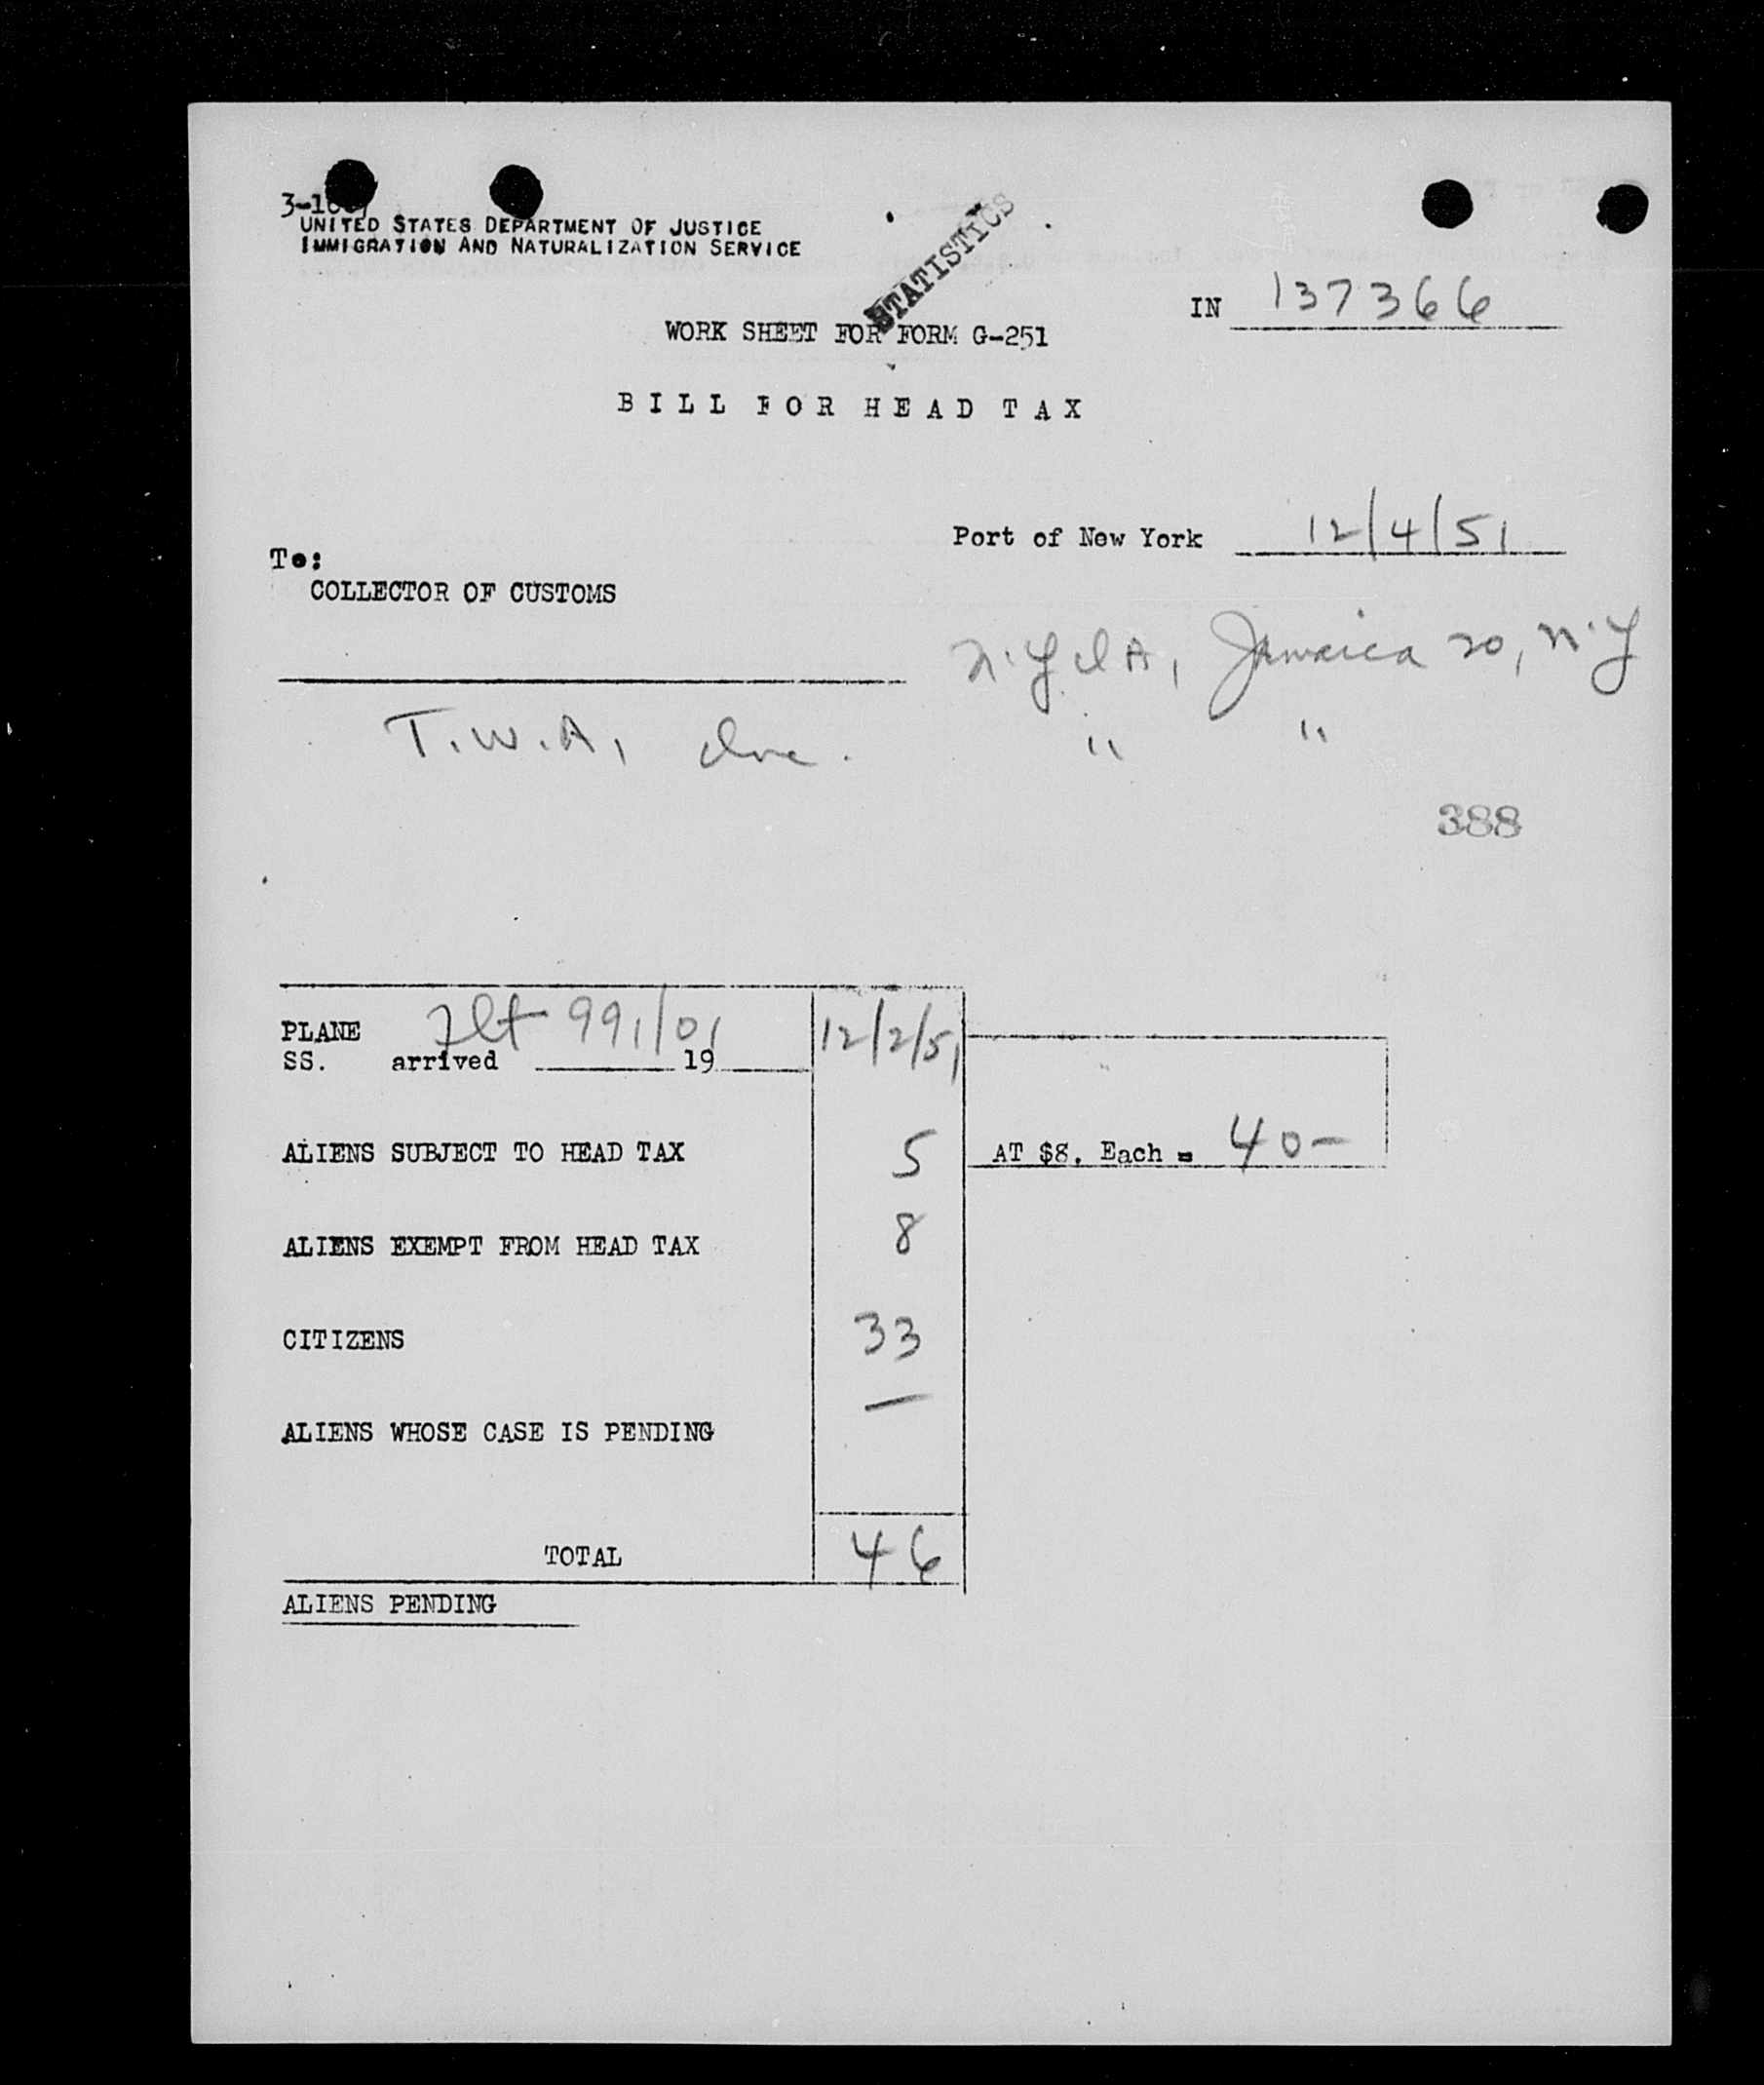 UNITED STATES DEPARTMENT OF JUSTICE
IMMIGRATION AND NATURALIZATION SERVICE
STATISTICS
IN 137366
WORK SHEET FOR FORM G-251
BILL FOR HEAD TAX
Port of New York 12/4/51
To:
COLLECTOR OF CUSTOMS
N.Y.I.A, Jamaica 20, N.Y
T.W.A, Inc. " "
388
PLANE Flt 991/01 12/2/51
SS. arrived 19
ALIENS SUBJECT TO HEAD TAX 5 AT $8. Each = 40-
ALIENS EXEMPT FROM HEAD TAX 8
CITIZENS 33
ALIENS WHOSE CASE IS PENDING —
TOTAL 46
ALIENS PENDING